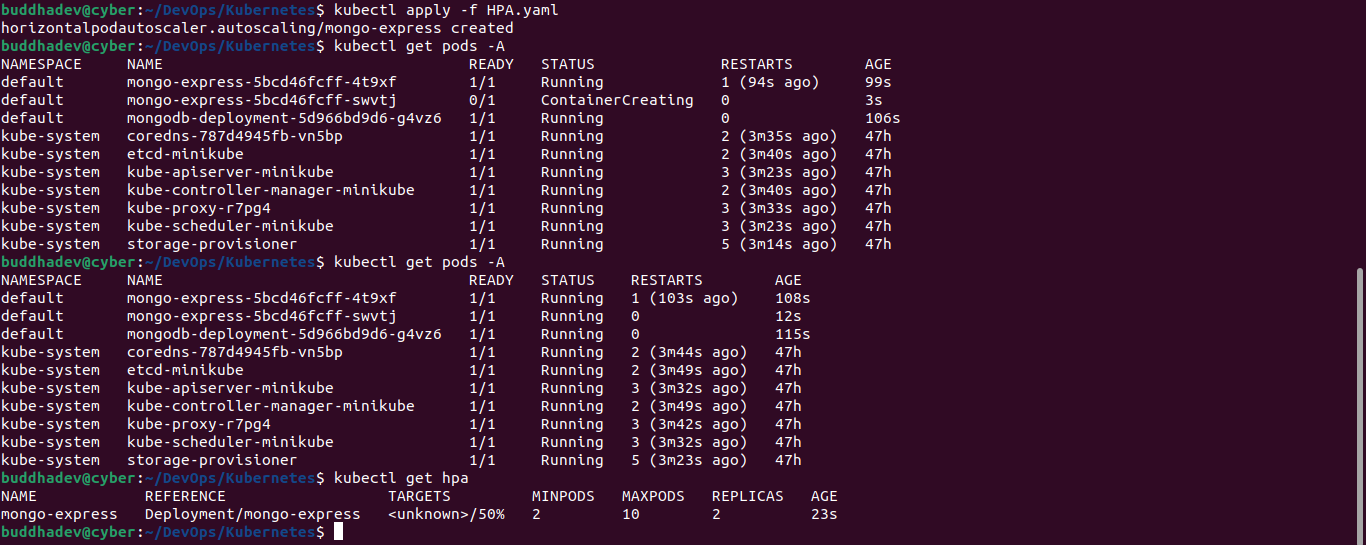 buddhadev@cyber:~/DevOps/Kubernetes$ kubectl apply -f HPA.yaml
horizontalpodautoscaler.autoscaling/mongo-express created
buddhadev@cyber:~/DevOps/Kubernetes$ kubectl get pods -A
NAMESPACE     NAME                                  READY   STATUS              RESTARTS        AGE
default       mongo-express-5bcd46fcff-4t9xf        1/1     Running             1 (94s ago)     99s
default       mongo-express-5bcd46fcff-swvtj        0/1     ContainerCreating   0               3s
default       mongodb-deployment-5d966bd9d6-g4vz6   1/1     Running             0               106s
kube-system   coredns-787d4945fb-vn5bp              1/1     Running             2 (3m35s ago)   47h
kube-system   etcd-minikube                         1/1     Running             2 (3m40s ago)   47h
kube-system   kube-apiserver-minikube               1/1     Running             3 (3m23s ago)   47h
kube-system   kube-controller-manager-minikube      1/1     Running             2 (3m40s ago)   47h
kube-system   kube-proxy-r7pg4                      1/1     Running             3 (3m33s ago)   47h
kube-system   kube-scheduler-minikube               1/1     Running             3 (3m23s ago)   47h
kube-system   storage-provisioner                   1/1     Running             5 (3m14s ago)   47h
buddhadev@cyber:~/DevOps/Kubernetes$ kubectl get pods -A
NAMESPACE     NAME                                  READY   STATUS    RESTARTS        AGE
default       mongo-express-5bcd46fcff-4t9xf        1/1     Running   1 (103s ago)    108s
default       mongo-express-5bcd46fcff-swvtj        1/1     Running   0               12s
default       mongodb-deployment-5d966bd9d6-g4vz6   1/1     Running   0               115s
kube-system   coredns-787d4945fb-vn5bp              1/1     Running   2 (3m44s ago)   47h
kube-system   etcd-minikube                         1/1     Running   2 (3m49s ago)   47h
kube-system   kube-apiserver-minikube               1/1     Running   3 (3m32s ago)   47h
kube-system   kube-controller-manager-minikube      1/1     Running   2 (3m49s ago)   47h
kube-system   kube-proxy-r7pg4                      1/1     Running   3 (3m42s ago)   47h
kube-system   kube-scheduler-minikube               1/1     Running   3 (3m32s ago)   47h
kube-system   storage-provisioner                   1/1     Running   5 (3m23s ago)   47h
buddhadev@cyber:~/DevOps/Kubernetes$ kubectl get hpa
NAME            REFERENCE                  TARGETS         MINPODS   MAXPODS   REPLICAS   AGE
mongo-express   Deployment/mongo-express   <unknown>/50%   2         10        2          23s
buddhadev@cyber:~/DevOps/Kubernetes$